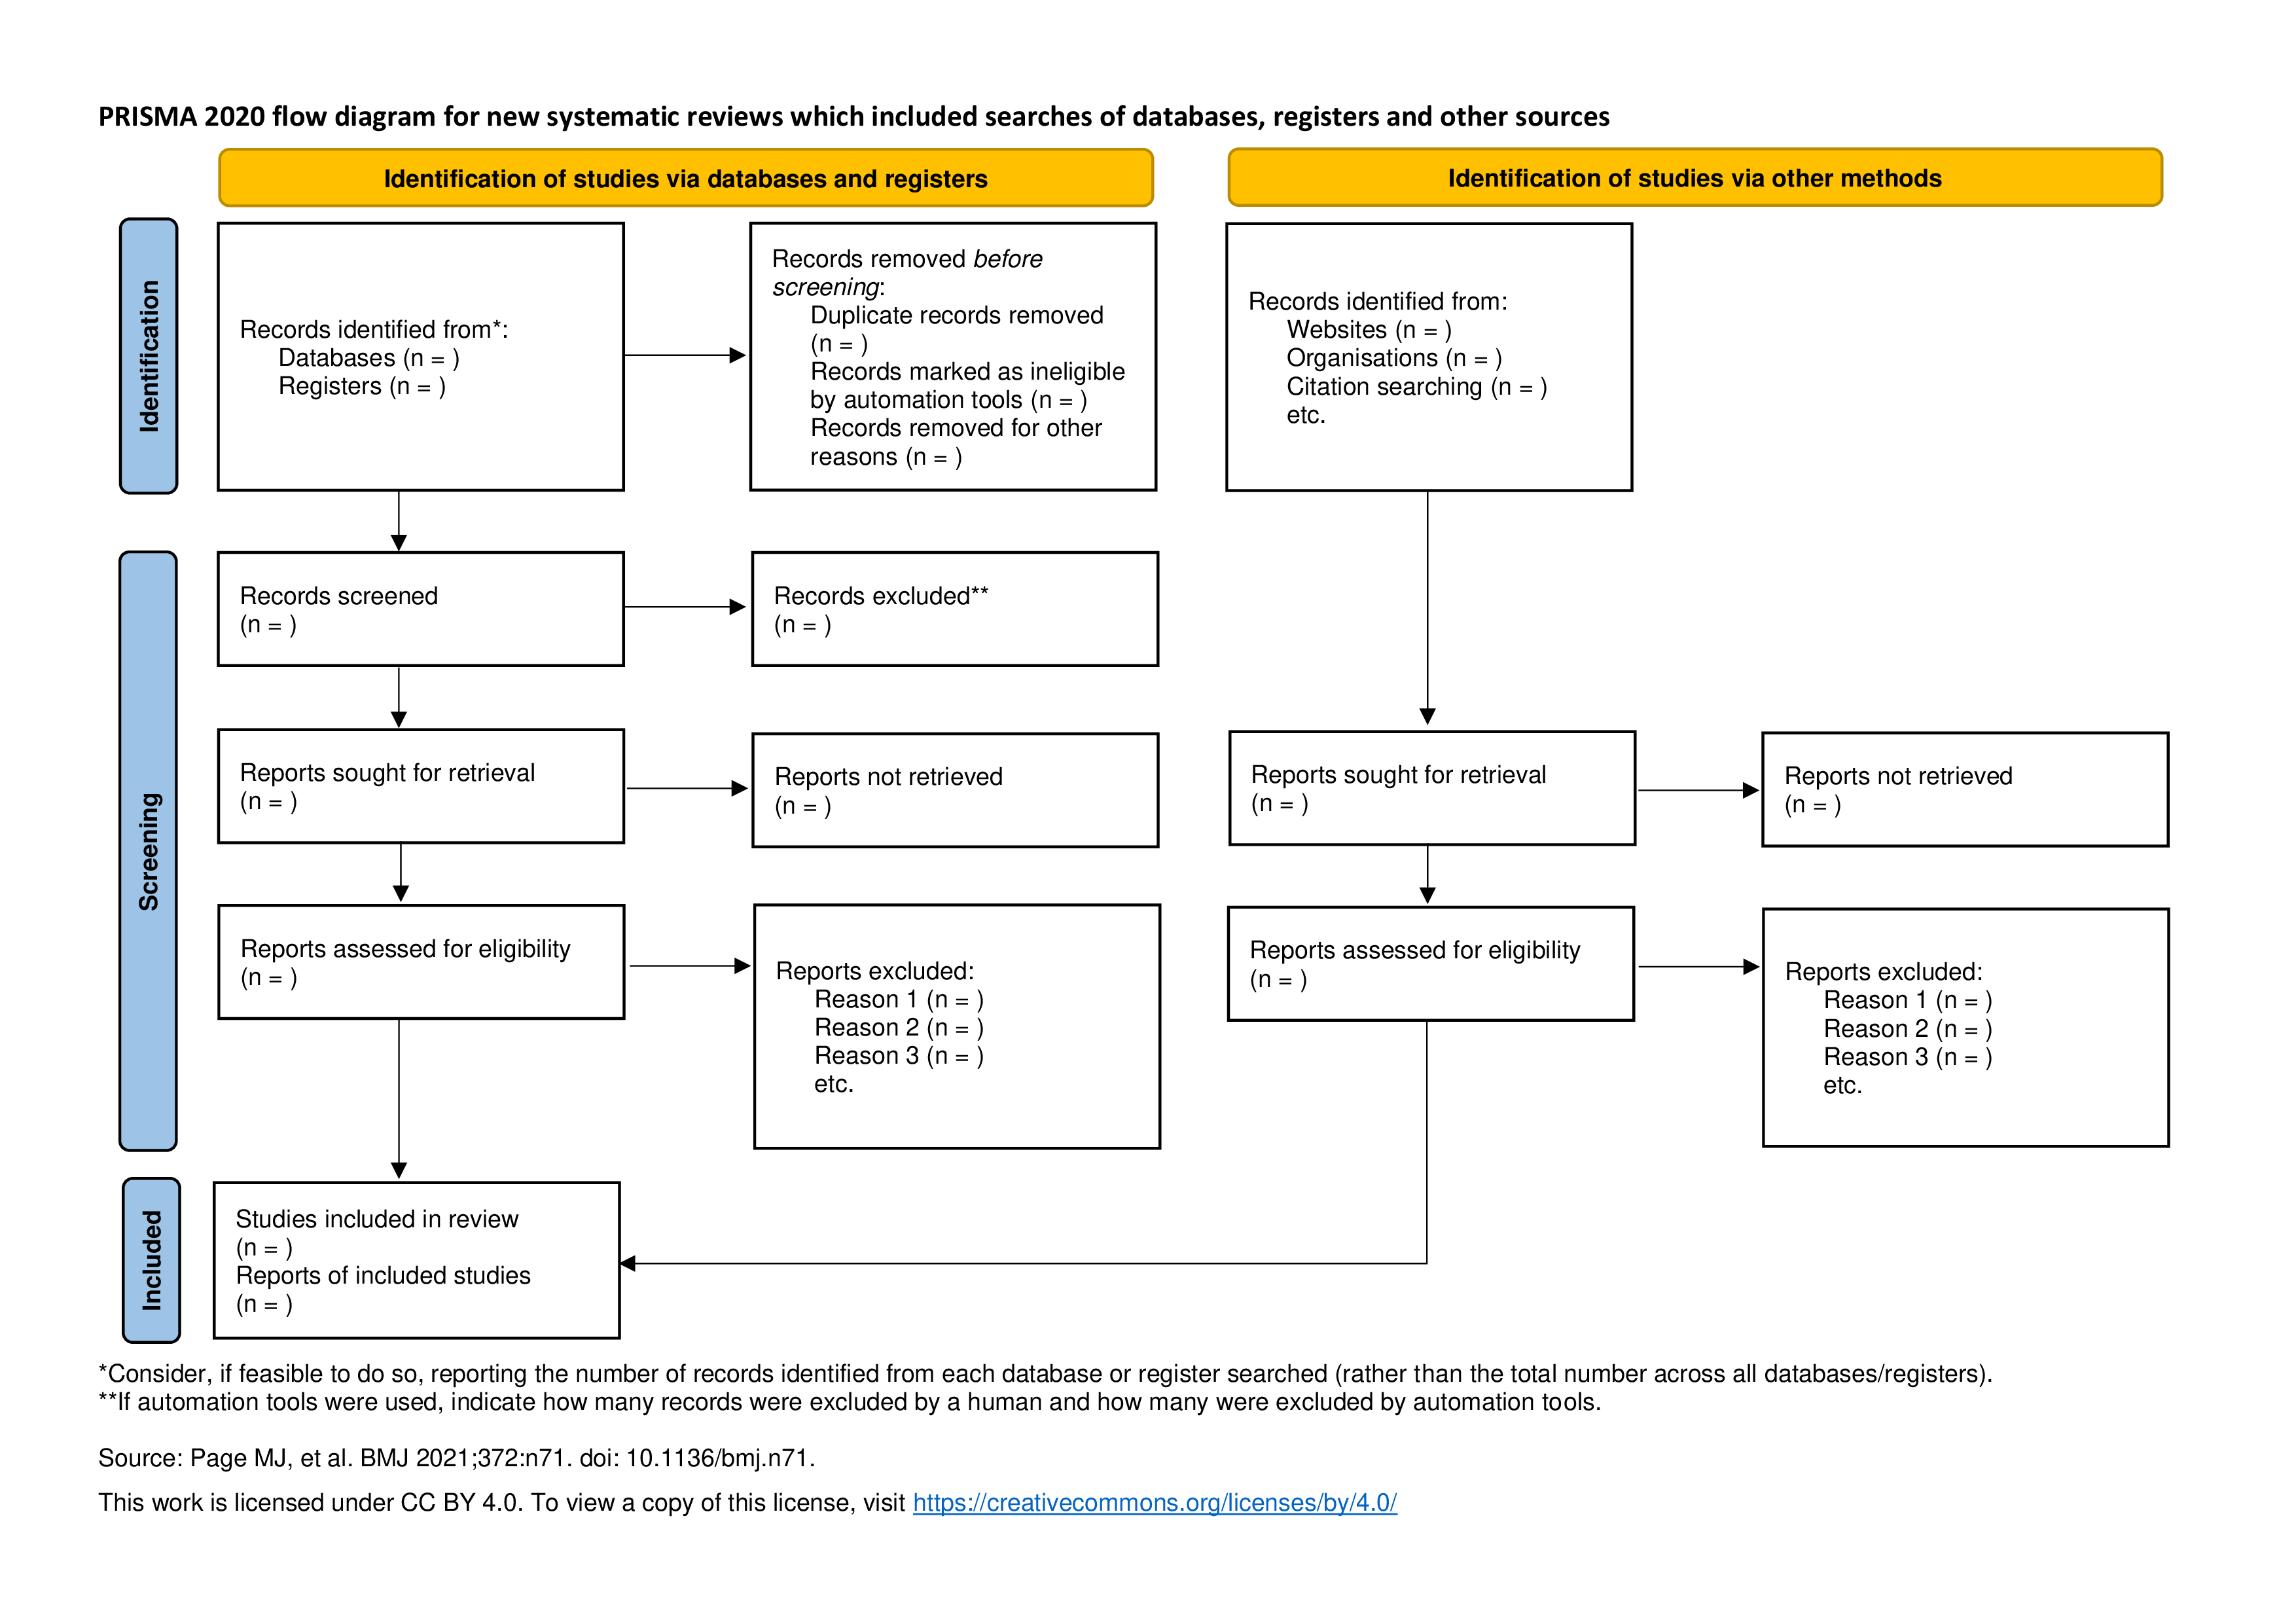 PRISMA 2020 flow diagram for new systematic reviews which included searches of databases, registers and other sources
Identification of studies via databases and registers
Identification of studies via other methods
Identification
Records identified from*:
Databases (n = )
Registers (n = )
Records removed before
screening:
Duplicate records removed
(n = )
Records marked as ineligible
by automation tools (n = )
Records removed for other
reasons (n = )
Records identified from:
Websites (n = )
Organisations (n = )
Citation searching (n = )
etc.
Screening
Records screened
(n = )
Records excluded**
(n = )
Reports sought for retrieval
(n = )
Reports not retrieved
(n = )
Reports sought for retrieval
(n = )
Reports not retrieved
(n = )
Reports assessed for eligibility
(n = )
Reports excluded:
Reason 1 (n = )
Reason 2 (n = )
Reason 3 (n = )
etc.
Reports assessed for eligibility
(n = )
Reports excluded:
Reason 1 (n = )
Reason 2 (n = )
Reason 3 (n = )
etc.
Included
Studies included in review
(n = )
Reports of included studies
(n = )
*Consider, if feasible to do so, reporting the number of records identified from each database or register searched (rather than the total number across all databases/registers).
**If automation tools were used, indicate how many records were excluded by a human and how many were excluded by automation tools.
Source: Page MJ, et al. BMJ 2021;372:n71. doi: 10.1136/bmj.n71.
This work is licensed under CC BY 4.0. To view a copy of this license, visit https://creativecommons.org/licenses/by/4.0/